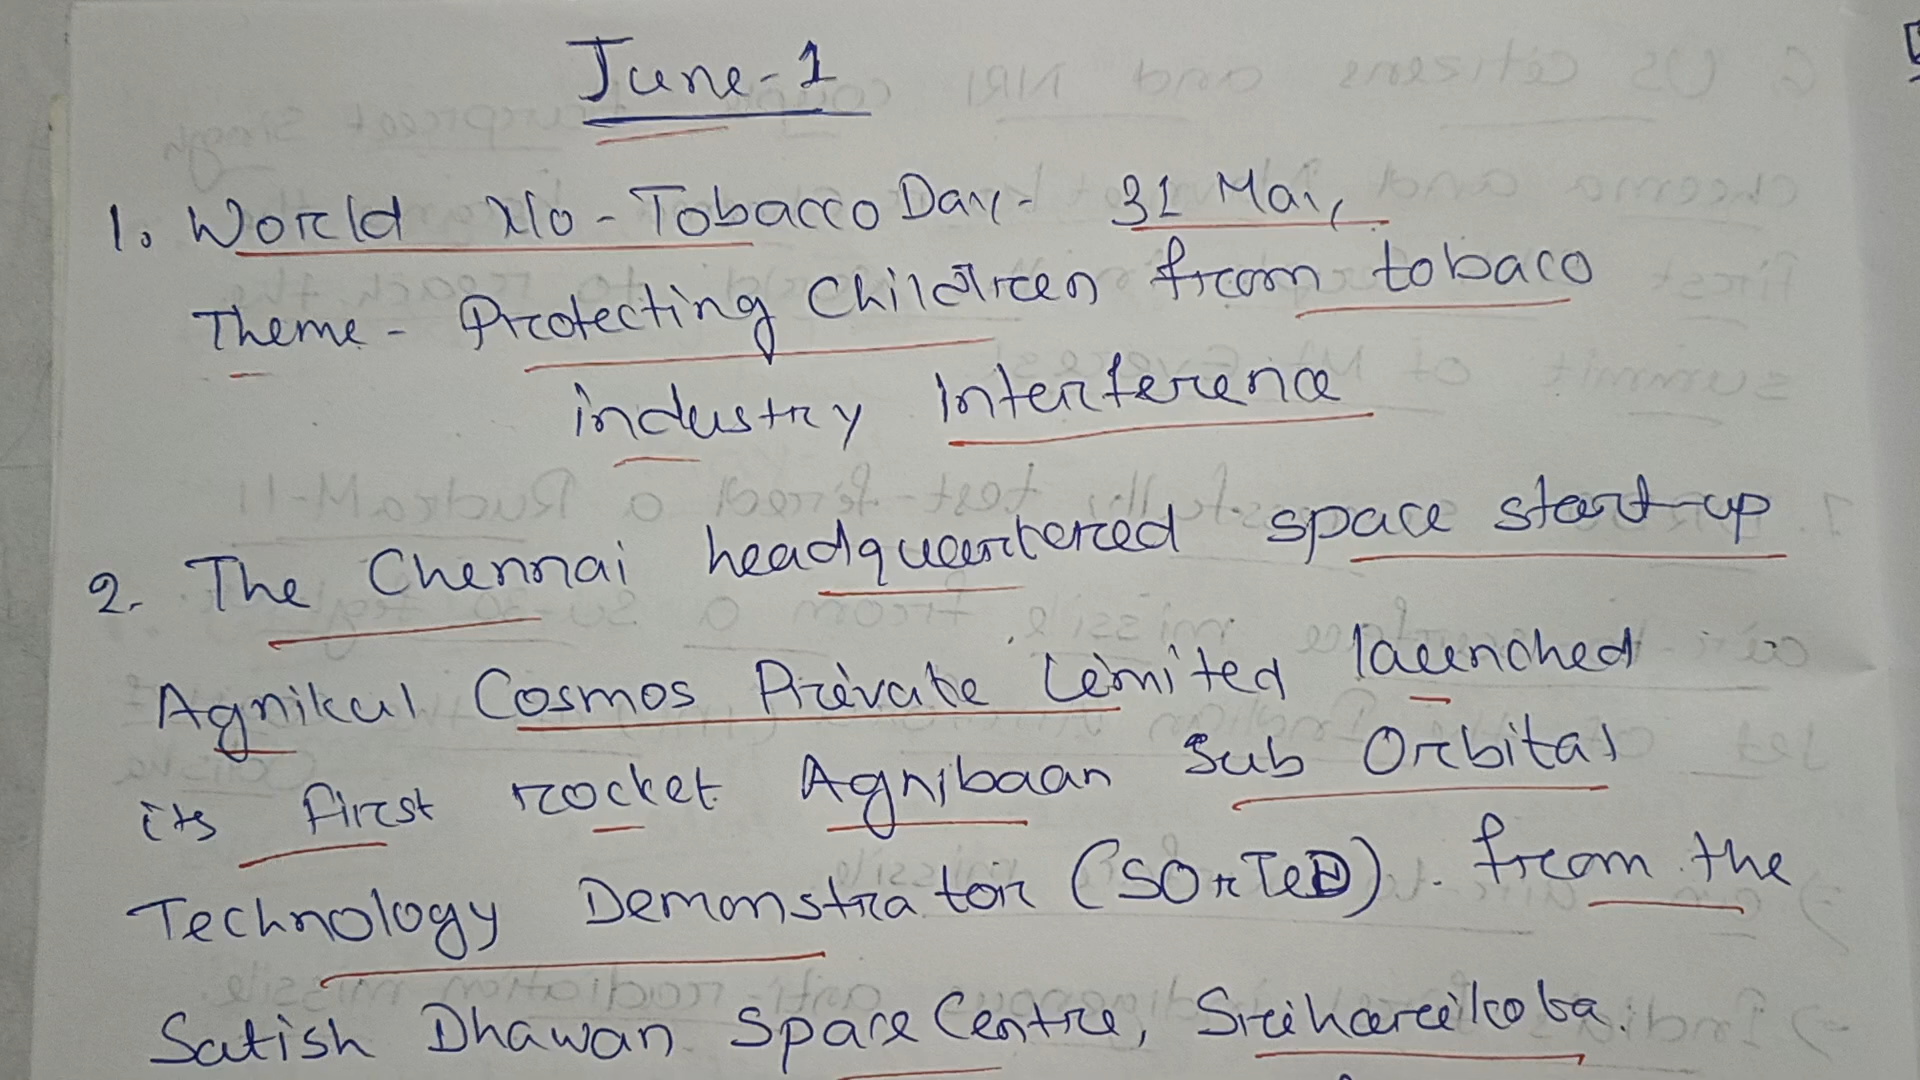 June-1
1. World No-Tobacco Day- 31 Mai,
Theme- Protecting Children from tobaco
industry Interference
2. The Chennai headquartered space start-up
Agnikul Cosmos Private Limited launched
its first rocket Agnibaan Sub Orbital
Technology Demonstrator (SOrTeD). from the
Satish Dhawan Space Centre, Sriharikota.